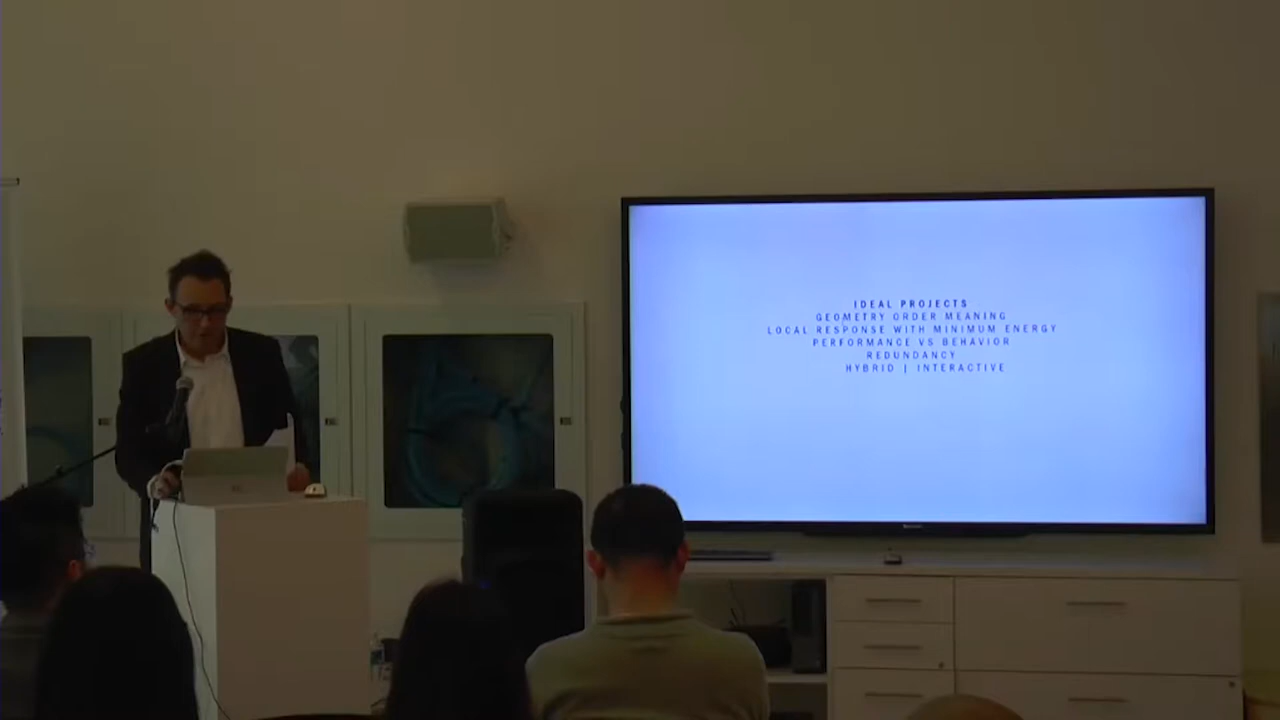 IDEAL PROJECTS
GEOMETRY ORDER MEANING
LOCAL RESPONSE WITH MINIMUM ENERGY
PERFORMANCE VS BEHAVIOR
REDUNDANCY
HYBRID | INTERACTIVE